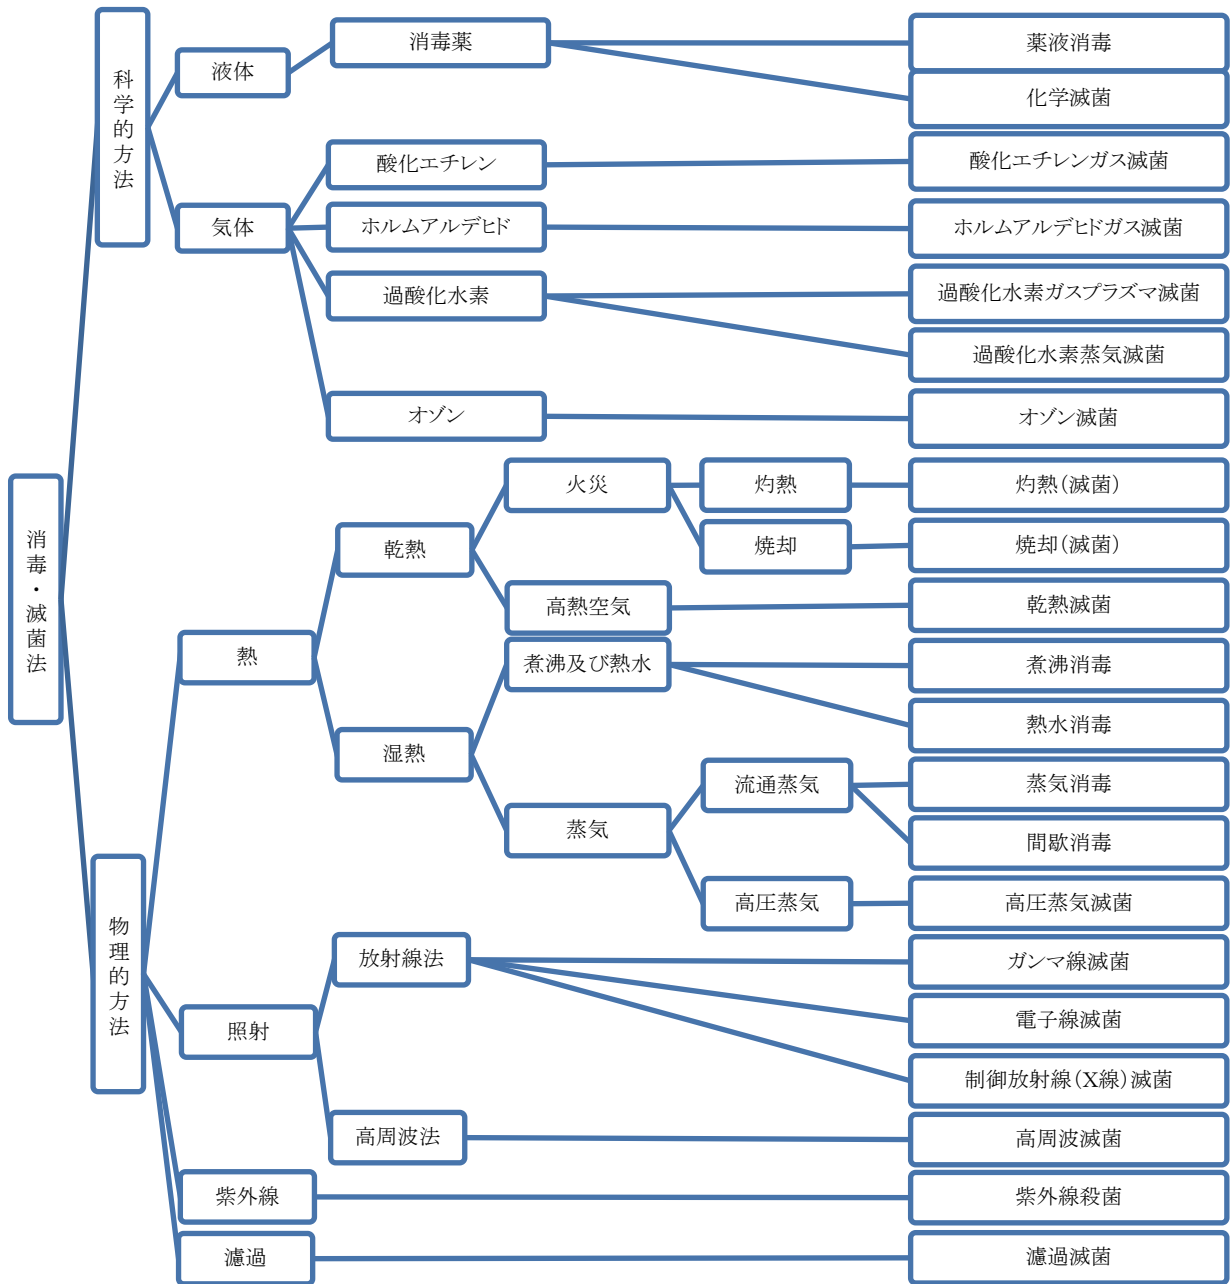 消毒・滅菌法
科学的方法
液体
消毒薬
薬液消毒
化学滅菌
気体
酸化エチレン
酸化エチレンガス滅菌
ホルムアルデヒド
ホルムアルデヒドガス滅菌
過酸化水素
過酸化水素ガスプラズマ滅菌
過酸化水素蒸気滅菌
オゾン
オゾン滅菌
物理的方法
熱
乾熱
火災
灼熱
灼熱(滅菌)
焼却
焼却(滅菌)
高熱空気
乾熱滅菌
湿熱
煮沸及び熱水
煮沸消毒
熱水消毒
蒸気
流通蒸気
蒸気消毒
間歇消毒
高圧蒸気
高圧蒸気滅菌
照射
放射線法
ガンマ線滅菌
電子線滅菌
制御放射線(X線)滅菌
高周波法
高周波滅菌
紫外線
紫外線殺菌
濾過
濾過滅菌